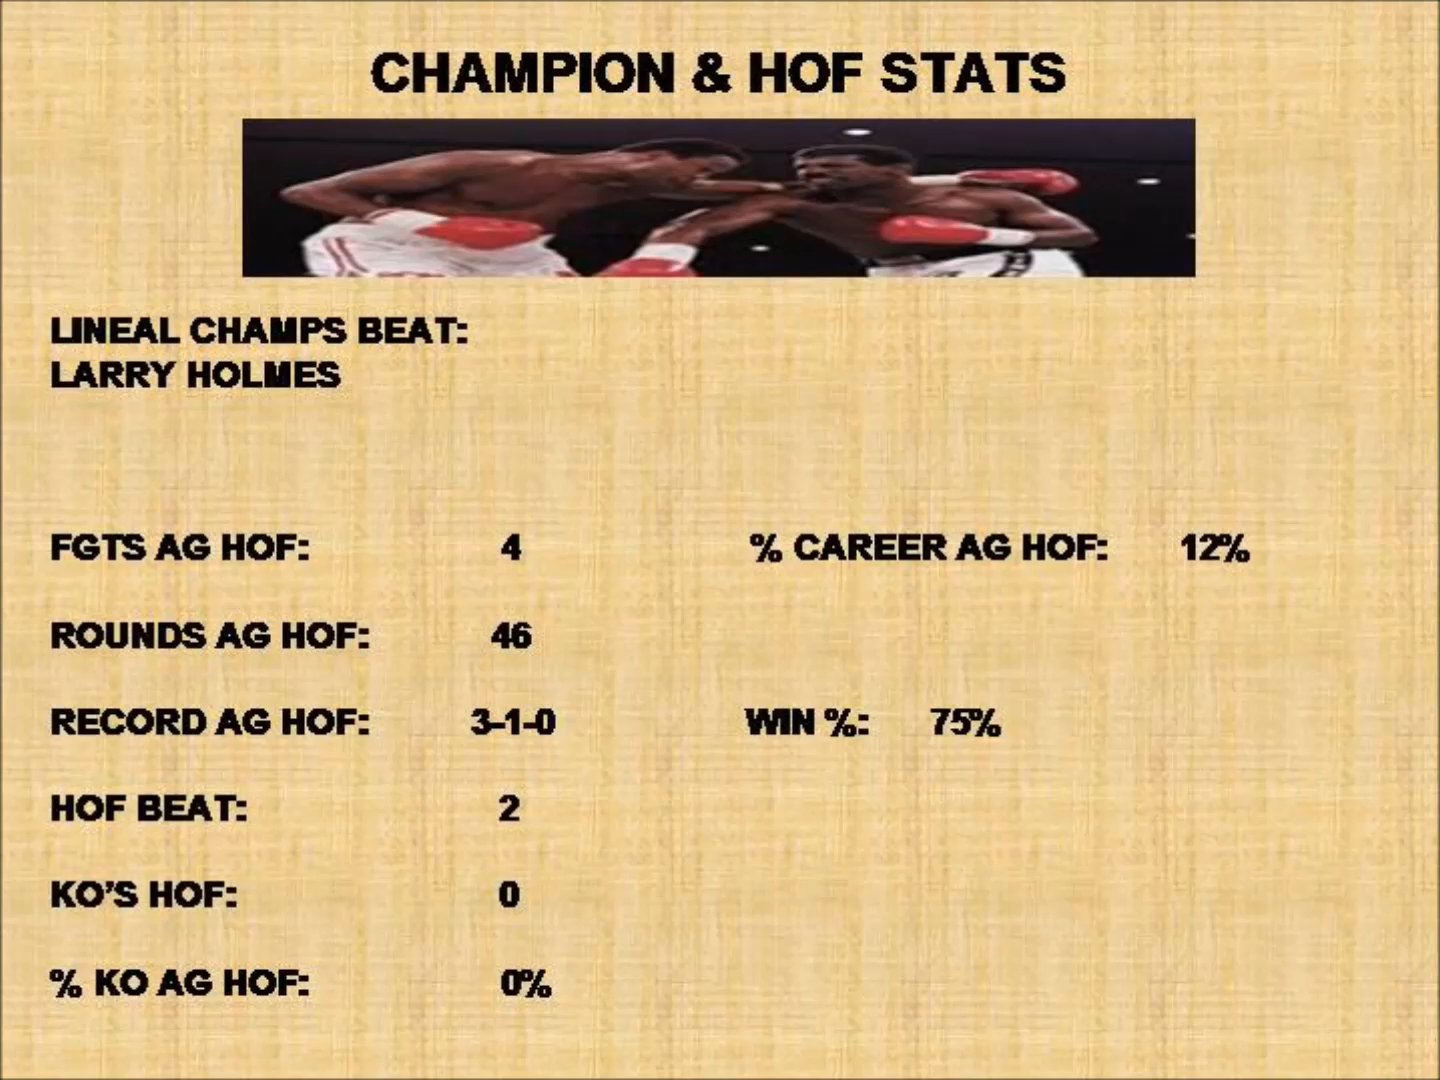 CHAMPION & HOF STATS
LINEAL CHAMPS BEAT:
LARRY HOLMES
FGTS AG HOF: 4 % CAREER AG HOF: 12%
ROUNDS AG HOF: 46
RECORD AG HOF: 3-1-0 WIN %: 75%
HOF BEAT: 2
KO'S HOF: 0
% KO AG HOF: 0%